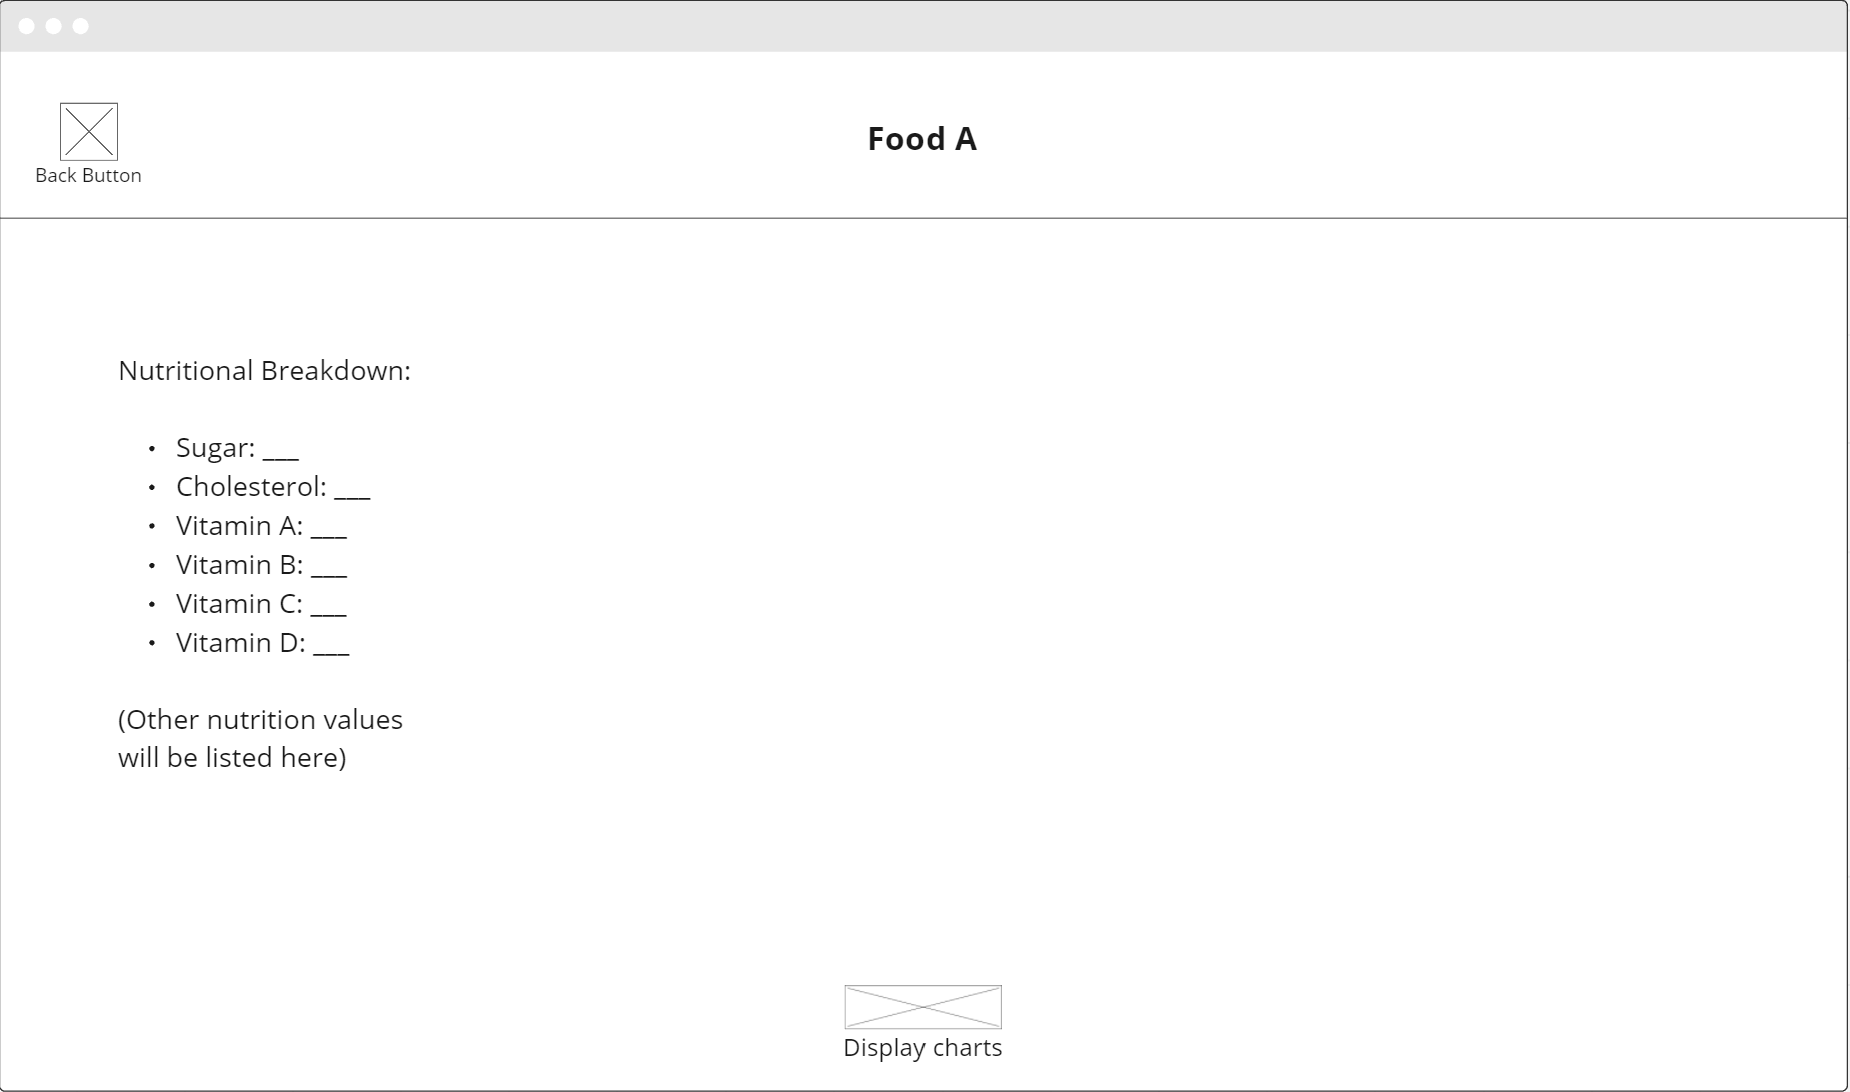 Back Button
Food A
Nutritional Breakdown:
• Sugar: ___
• Cholesterol: ___
• Vitamin A: ___
• Vitamin B: ___
• Vitamin C: ___
• Vitamin D: ___
(Other nutrition values
will be listed here)
Display charts